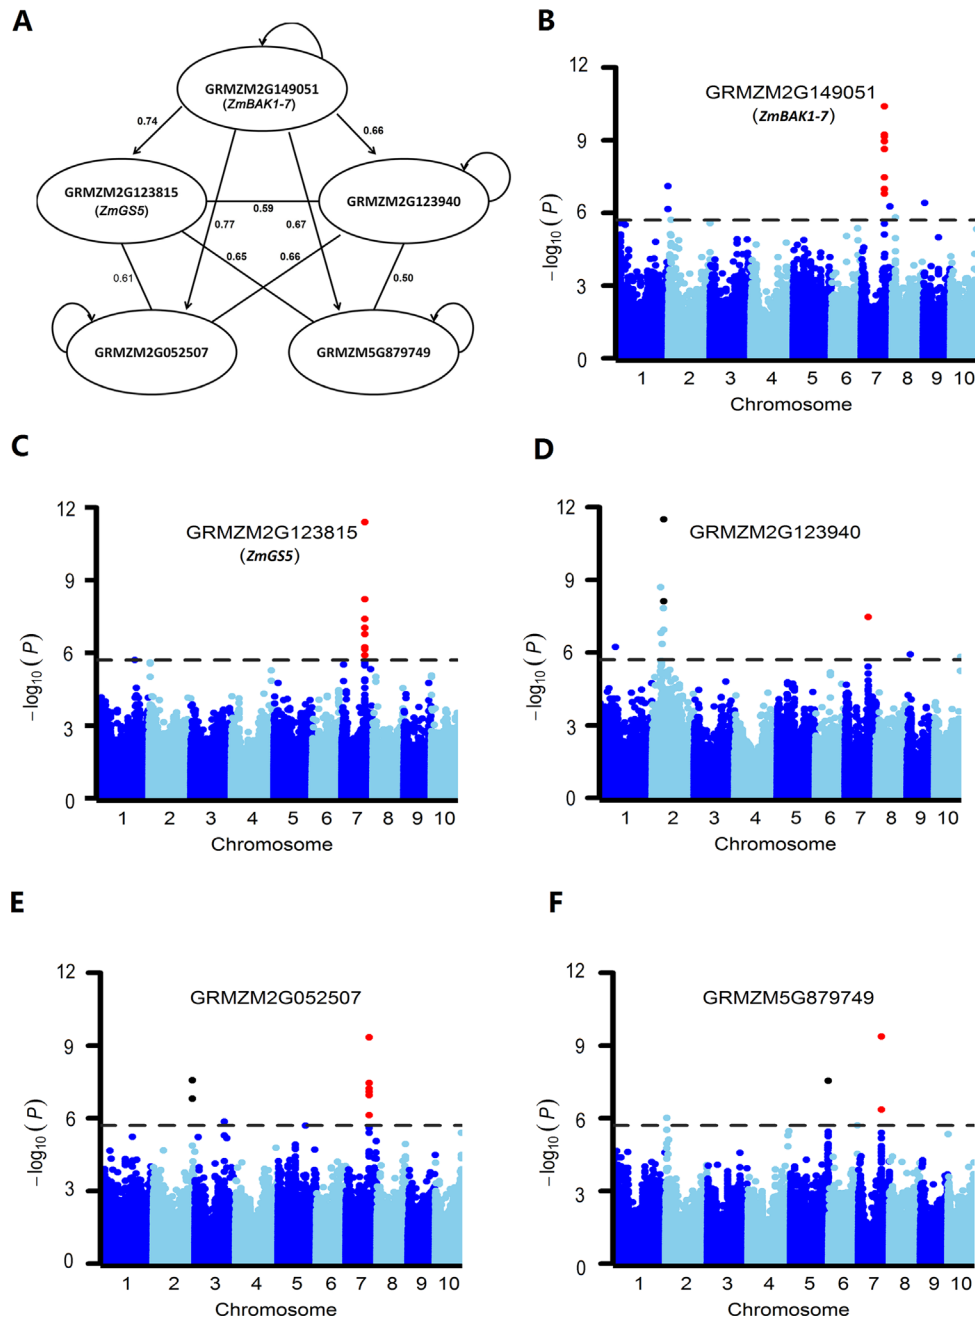 A
GRMZM2G149051
(ZmBAK1-7)
0.74
0.66
GRMZM2G123815
(ZmGS5)
0.59
GRMZM2G123940
0.77
0.67
0.61
0.65
0.66
0.50
GRMZM2G052507
GRMZM5G879749
B
GRMZM2G149051
(ZmBAK1-7)
12
9
6
3
0
−log10(P)
1 2 3 4 5 6 7 8 9 10
Chromosome
C
GRMZM2G123815
(ZmGS5)
12
9
6
3
0
−log10(P)
1 2 3 4 5 6 7 8 9 10
Chromosome
D
GRMZM2G123940
12
9
6
3
0
−log10(P)
1 2 3 4 5 6 7 8 9 10
Chromosome
E
GRMZM2G052507
12
9
6
3
0
−log10(P)
1 2 3 4 5 6 7 8 9 10
Chromosome
F
GRMZM5G879749
12
9
6
3
0
−log10(P)
1 2 3 4 5 6 7 8 9 10
Chromosome